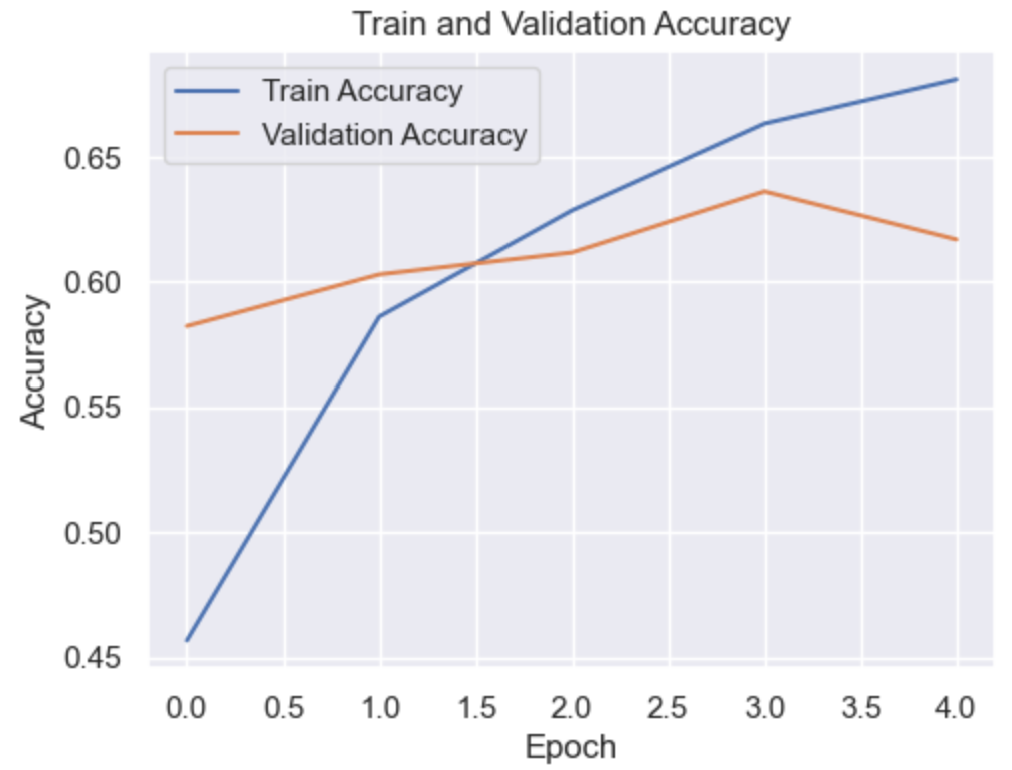 Train and Validation Accuracy
Train Accuracy
Validation Accuracy
0.65
0.60
0.55
0.50
0.45
Accuracy
0.0 0.5 1.0 1.5 2.0 2.5 3.0 3.5 4.0
Epoch